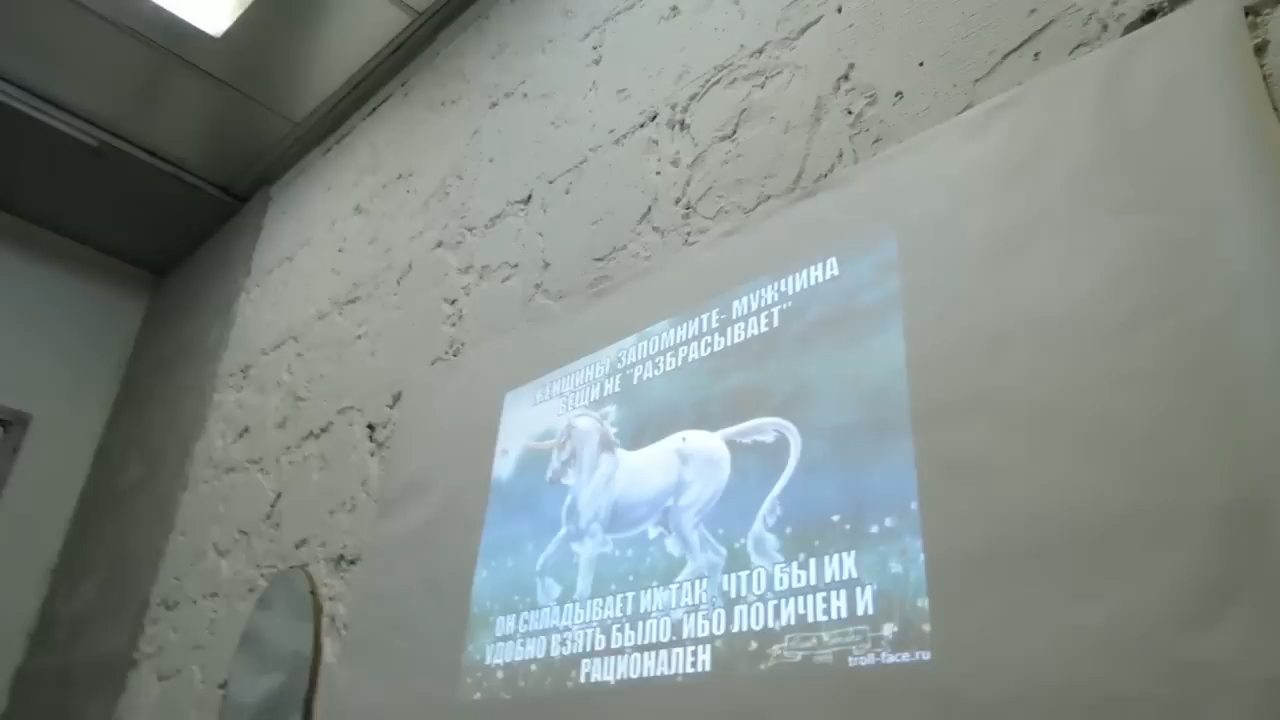 ЖЕНЩИНЫ ЗАПОМНИТЕ- МУЖЧИНА
ВЕЩИ НЕ "РАЗБРАСЫВАЕТ"
ОН СКЛАДЫВАЕТ ИХ ТАК , ЧТО БЫ ИХ
УДОБНО ВЗЯТЬ БЫЛО. ИБО ЛОГИЧЕН И
РАЦИОНАЛЕН
troll-face.ru